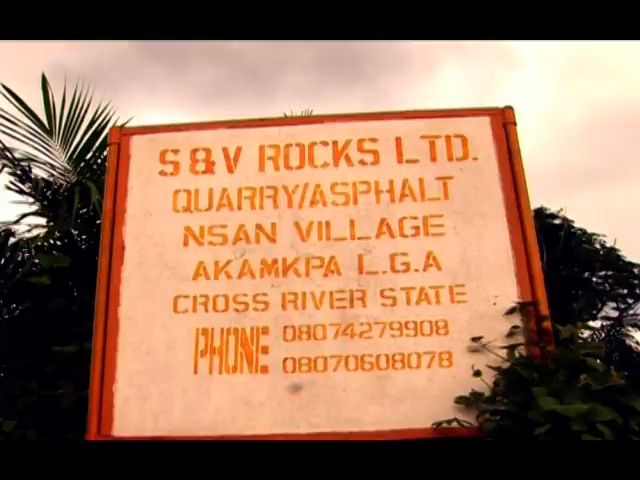 S & V ROCKS LTD.
QUARRY/ASPHALT
NSAN VILLAGE
AKAMKPA L.G.A
CROSS RIVER STATE
PHONE 08074279908
08070608078